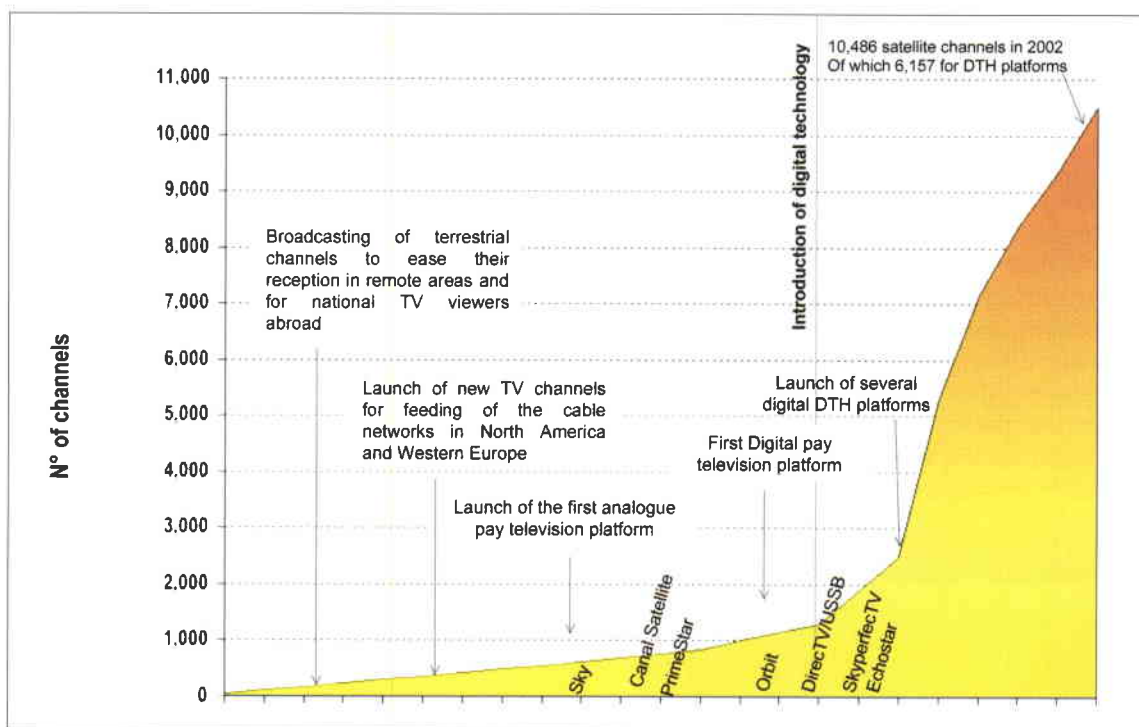 N° of channels
11,000
10,000
9,000
8,000
7,000
6,000
5,000
4,000
3,000
2,000
1,000
0
Broadcasting of terrestrial
channels to ease their
reception in remote areas and
for national TV viewers
abroad
Launch of new TV channels
for feeding of the cable
networks in North America
and Western Europe
Launch of the first analogue
pay television platform
First Digital pay
television platform
Launch of several
digital DTH platforms
Introduction of digital technology
10,486 satellite channels in 2002
Of which 6,157 for DTH platforms
Sky
Canal Satellite
PrimeStar
Orbit
DirecTV/USSB
SkyperfecTV
Echostar